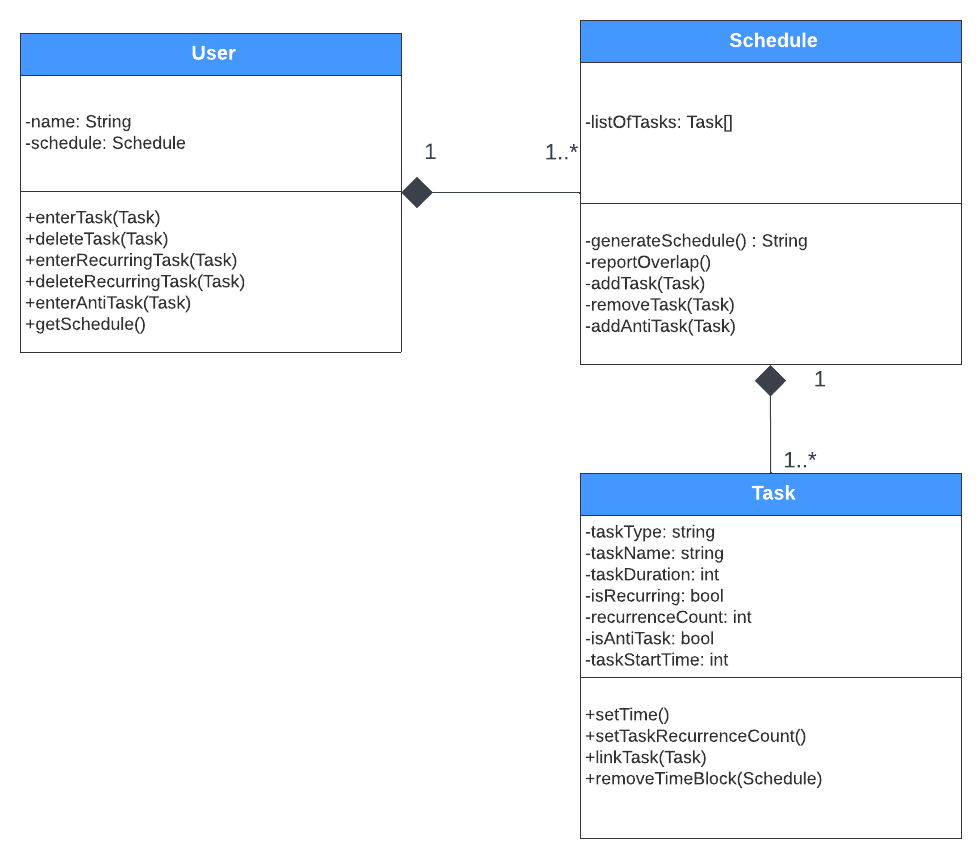 User
-name: String
-schedule: Schedule
+enterTask(Task)
+deleteTask(Task)
+enterRecurringTask(Task)
+deleteRecurringTask(Task)
+enterAntiTask(Task)
+getSchedule()
1
1..*
Schedule
-listOfTasks: Task[]
-generateSchedule() : String
-reportOverlap()
-addTask(Task)
-removeTask(Task)
-addAntiTask(Task)
1
1..*
Task
-taskType: string
-taskName: string
-taskDuration: int
-isRecurring: bool
-recurrenceCount: int
-isAntiTask: bool
-taskStartTime: int
+setTime()
+setTaskRecurrenceCount()
+linkTask(Task)
+removeTimeBlock(Schedule)